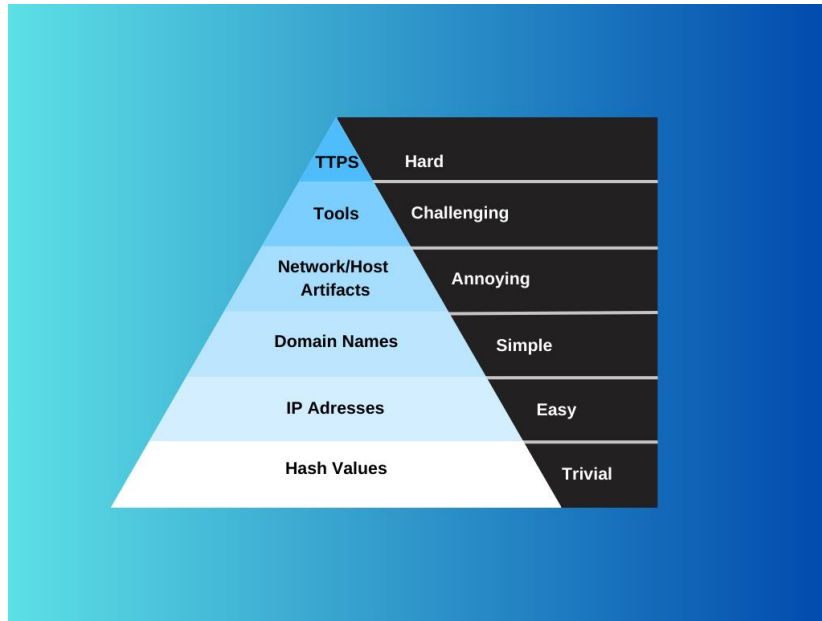 TTPS Hard
Tools Challenging
Network/Host
Artifacts Annoying
Domain Names Simple
IP Adresses Easy
Hash Values Trivial